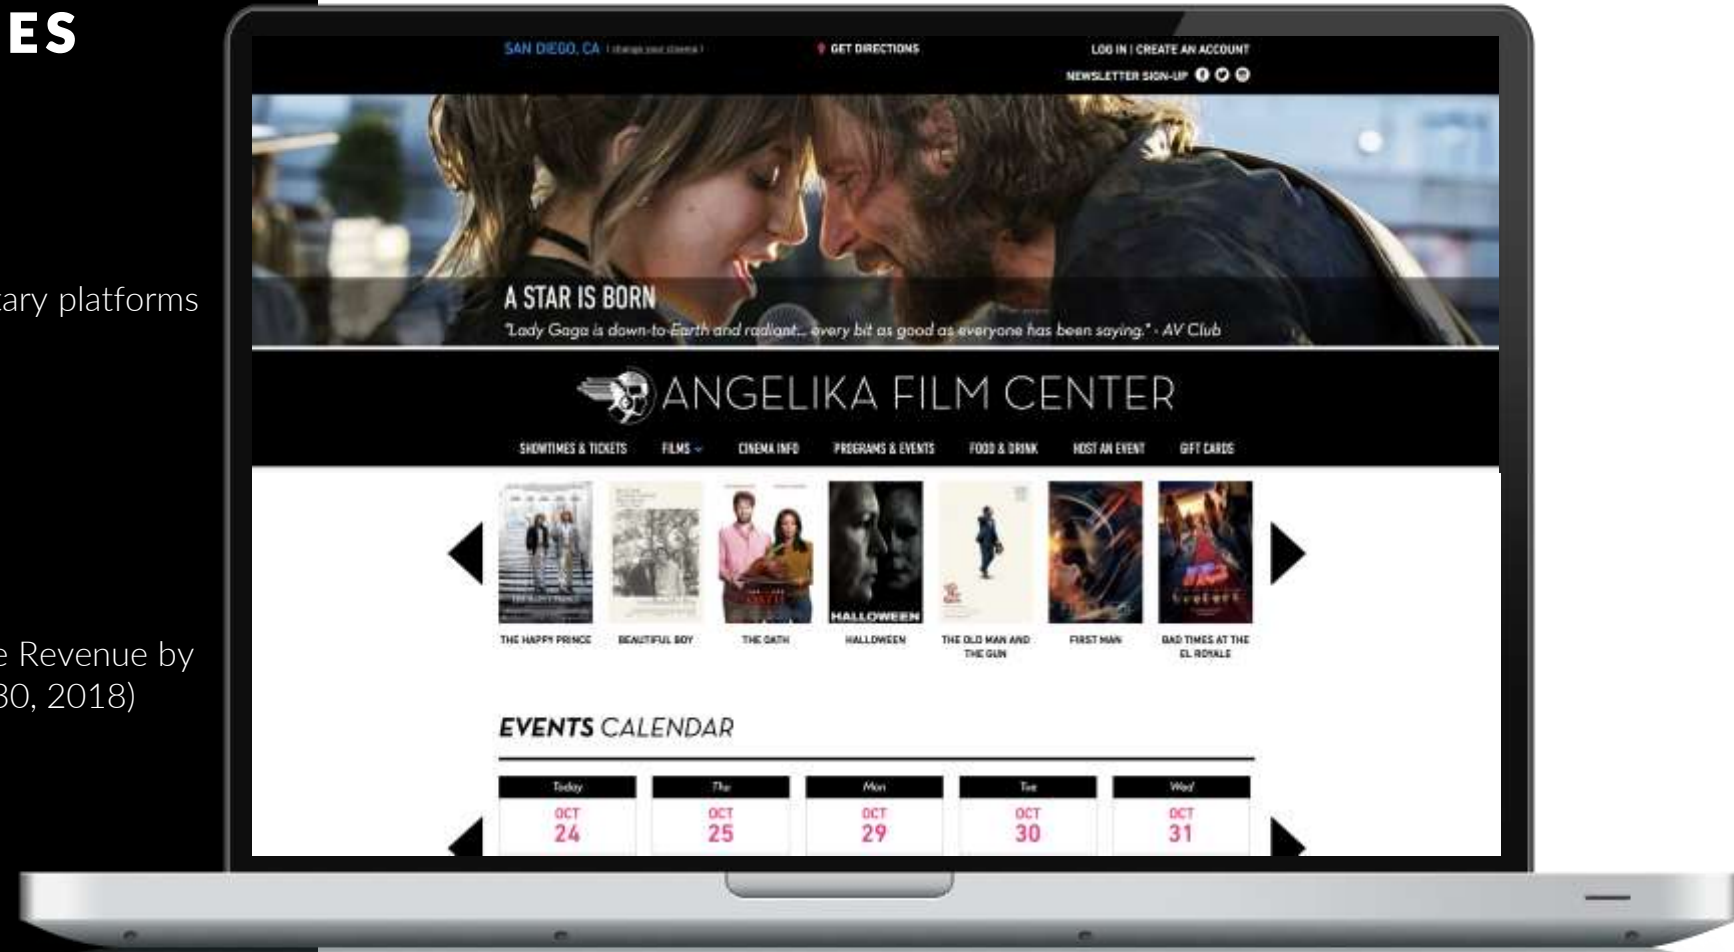 ES
tary platforms
e Revenue by
30, 2018)
SAN DIEGO, CA ( change your cinema )
GET DIRECTIONS
LOG IN | CREATE AN ACCOUNT
NEWSLETTER SIGN-UP
A STAR IS BORN
"Lady Gaga is down-to-Earth and radiant... every bit as good as everyone has been saying." - AV Club
ANGELIKA FILM CENTER
SHOWTIMES & TICKETS FILMS CINEMA INFO PROGRAMS & EVENTS FOOD & DRINK HOST AN EVENT GIFT CARDS
HALLOWEEN
THE HAPPY PRINCE
BEAUTIFUL BOY
THE OATH
HALLOWEEN
THE OLD MAN AND
THE GUN
FIRST MAN
BAD TIMES AT THE
EL ROYALE
EVENTS CALENDAR
Today Thu Mon Tue Wed
OCT OCT OCT OCT OCT
24 25 29 30 31